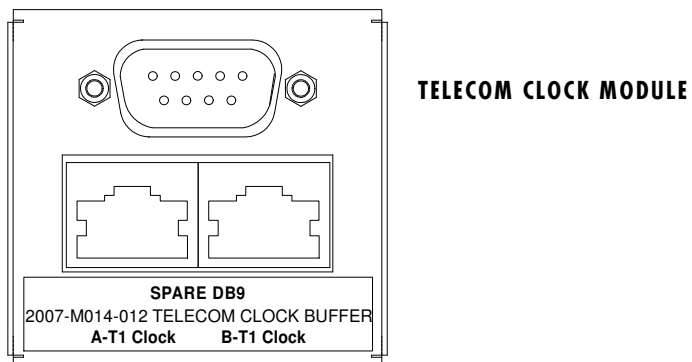 TELECOM CLOCK MODULE
SPARE DB9
2007-M014-012 TELECOM CLOCK BUFFER
A-T1 Clock B-T1 Clock